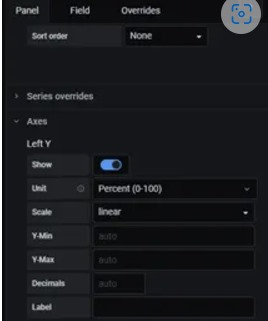 Panel Field Overrides
Sort order None
Series overrides
Axes
Left Y
Show
Unit Percent (0-100)
Scale linear
Y-Min auto
Y-Max auto
Decimals auto
Label